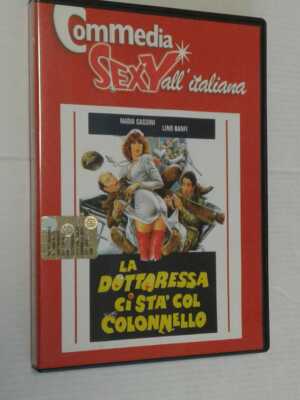 Commedia
SEXY all'italiana
NADIA CASSINI
LINO BANFI
LA
DOTTORESSA
CI STA' COL
COLONNELLO